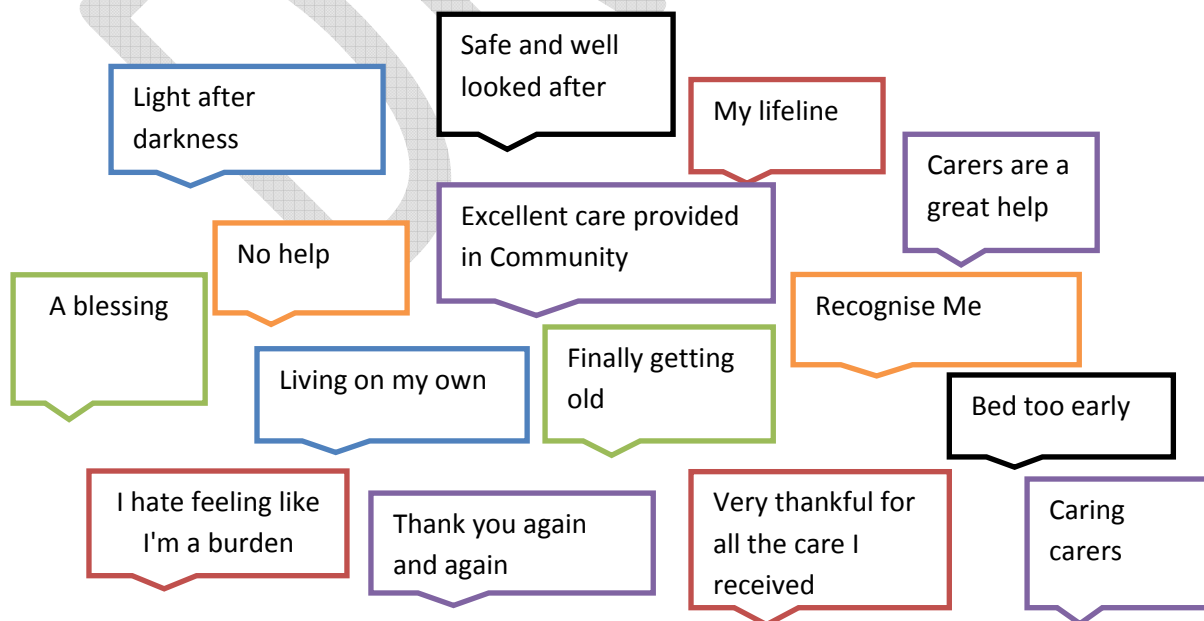 Safe and well
looked after
Light after
darkness
My lifeline
Carers are a
great help
Excellent care provided
in Community
No help
A blessing
Recognise Me
Finally getting
old
Living on my own
Bed too early
I hate feeling like
I'm a burden
Thank you again
and again
Very thankful for
all the care I
received
Caring
carers